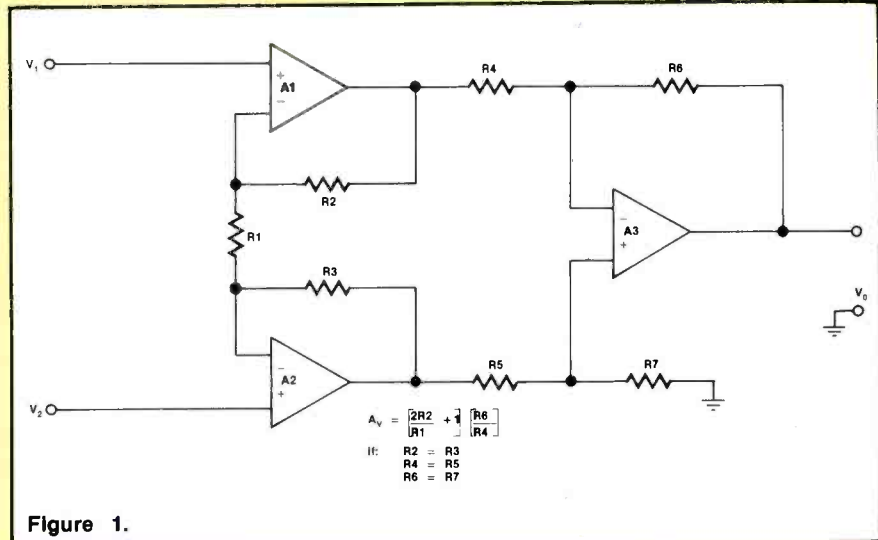 V₁
+
A1
−
R4
R6
R2
R1
−
A3
+
V₀
R3
−
A2
+
V₂
R5
R7
Aᵥ = [2R2/R1 + 1] [R6/R4]
If: R2 = R3
R4 = R5
R6 = R7
Figure 1.